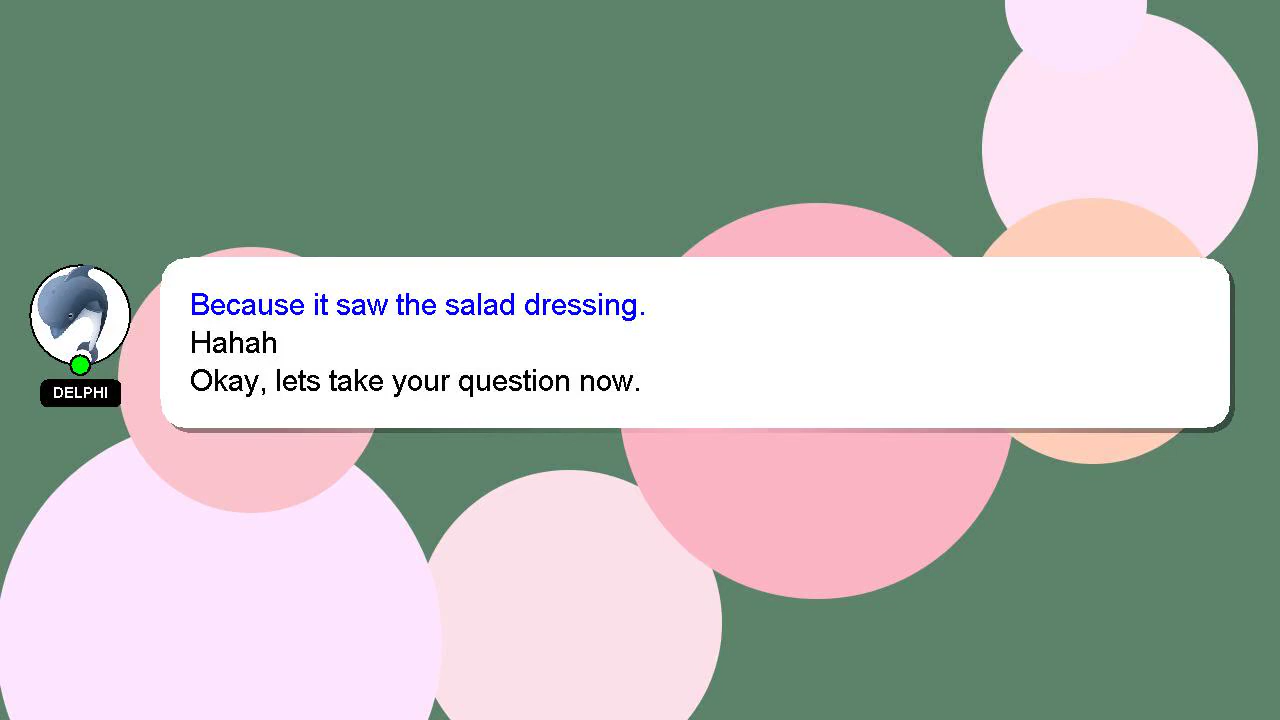 Because it saw the salad dressing.
Hahah
Okay, lets take your question now.
DELPHI